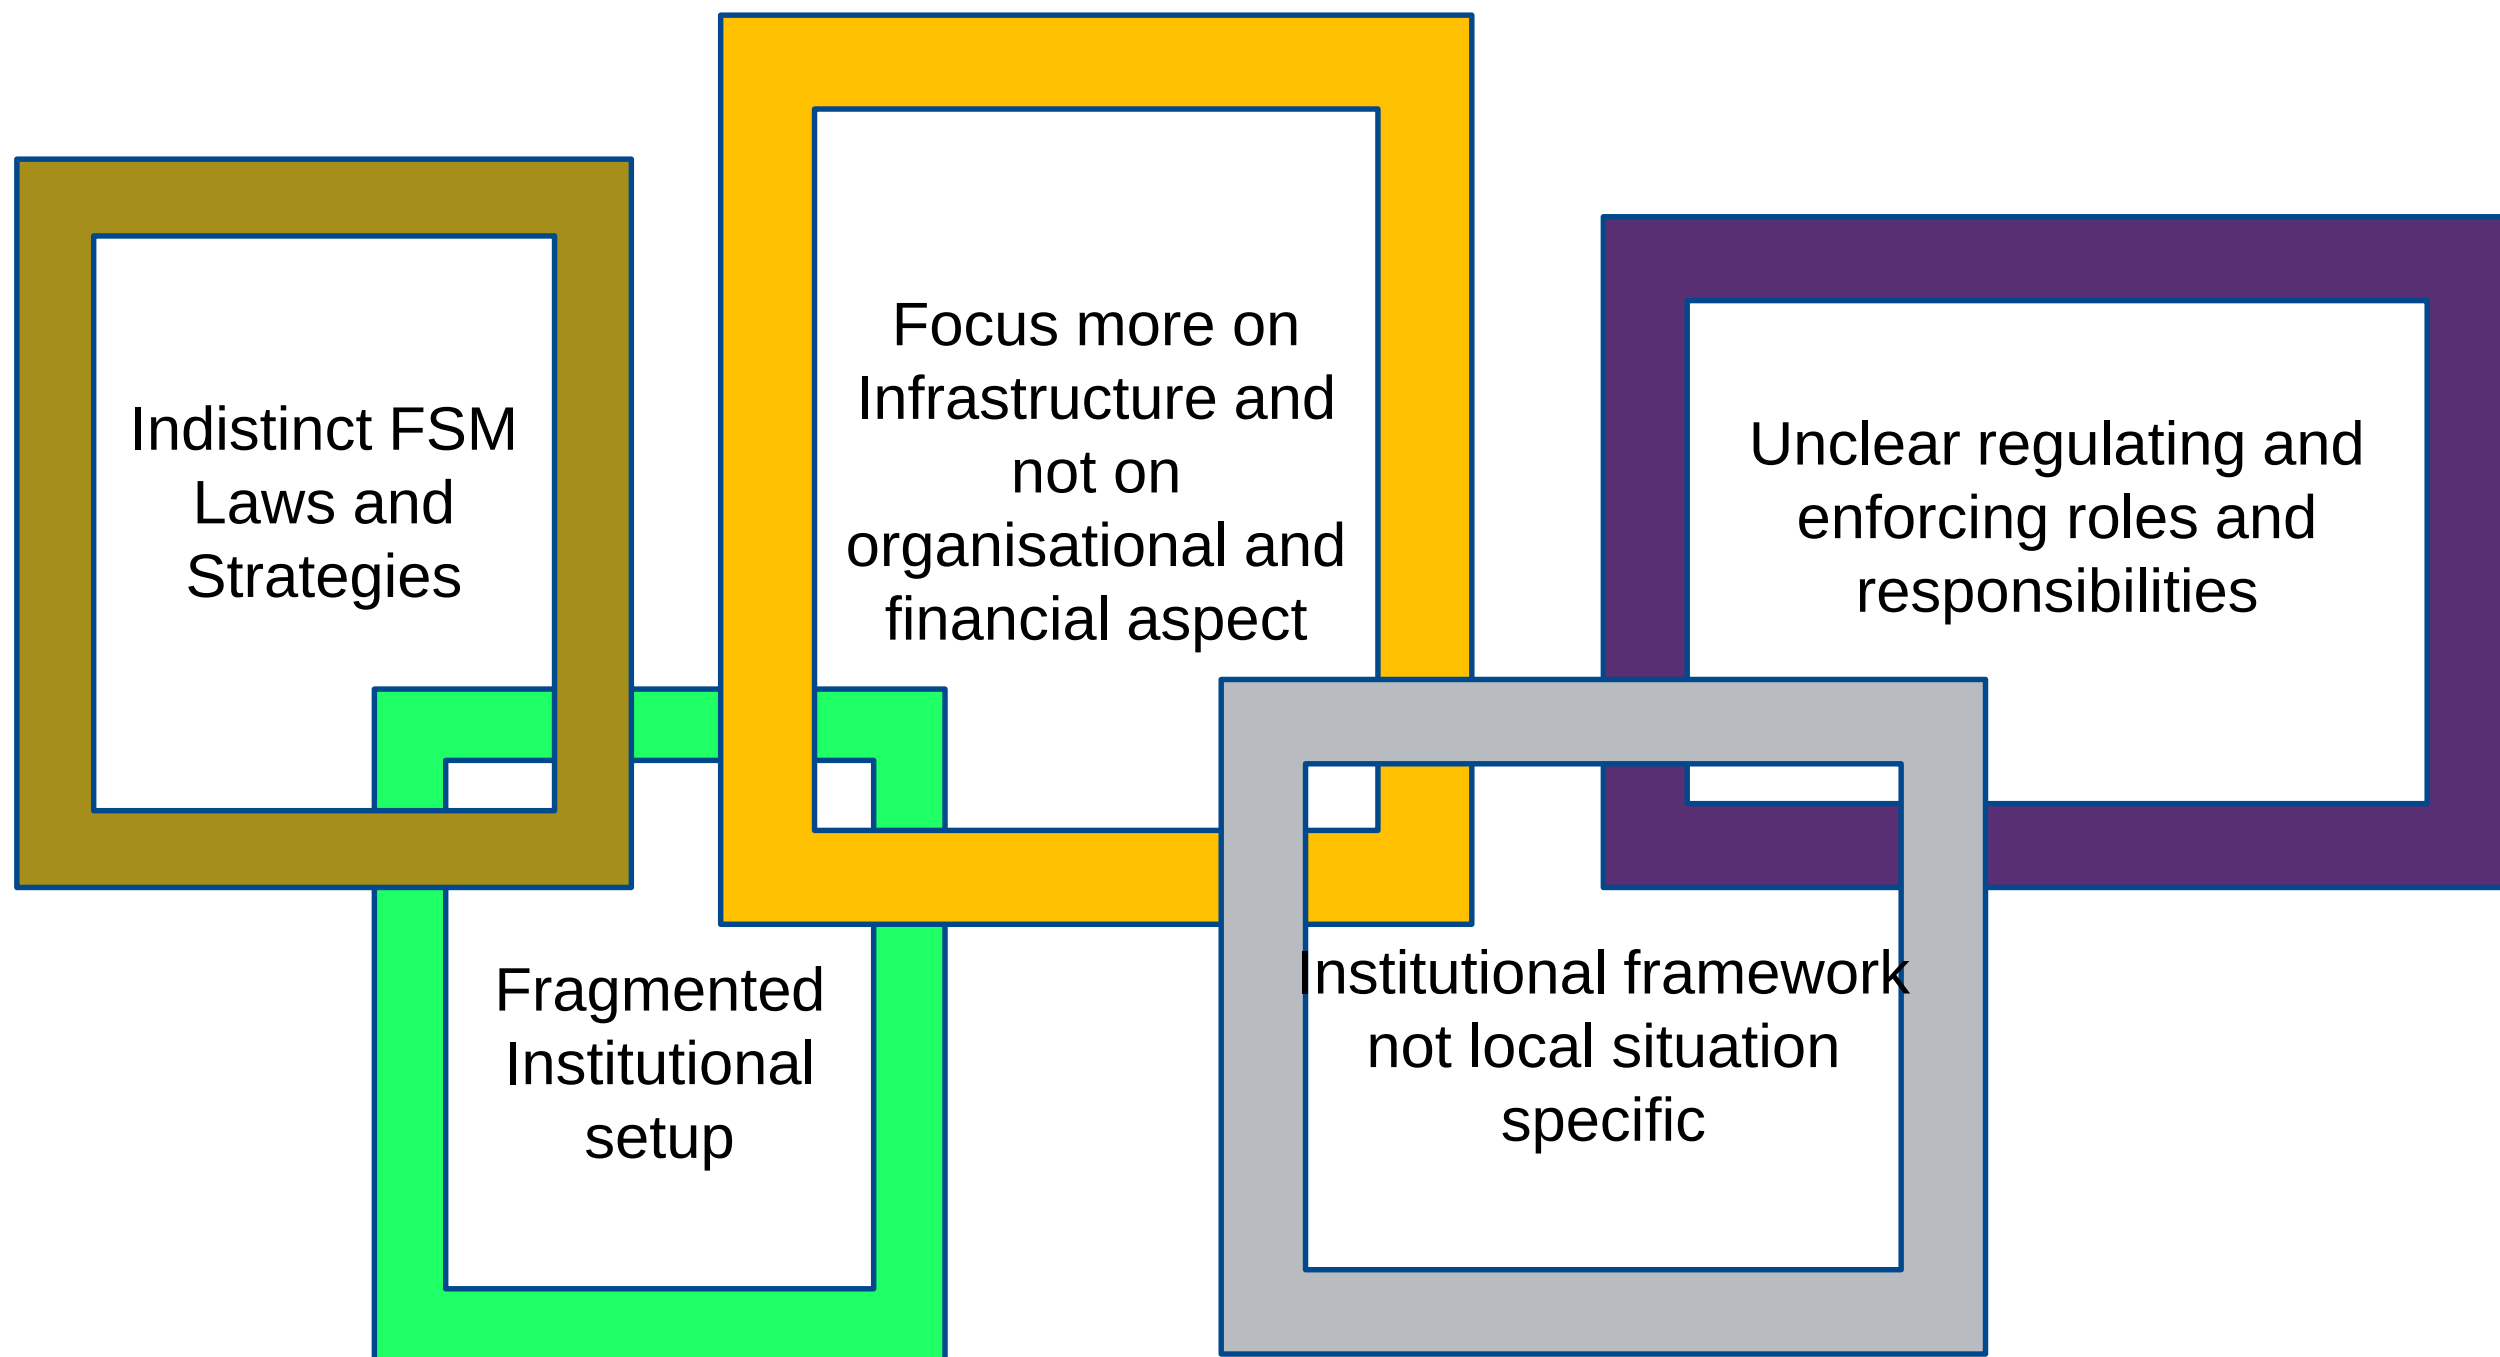 Indistinct FSM
Laws and
Strategies
Focus more on
Infrastructure and
not on
organisational and
financial aspect
Unclear regulating and
enforcing roles and
responsibilities
Fragmented
Institutional
setup
Institutional framework
not local situation
specific